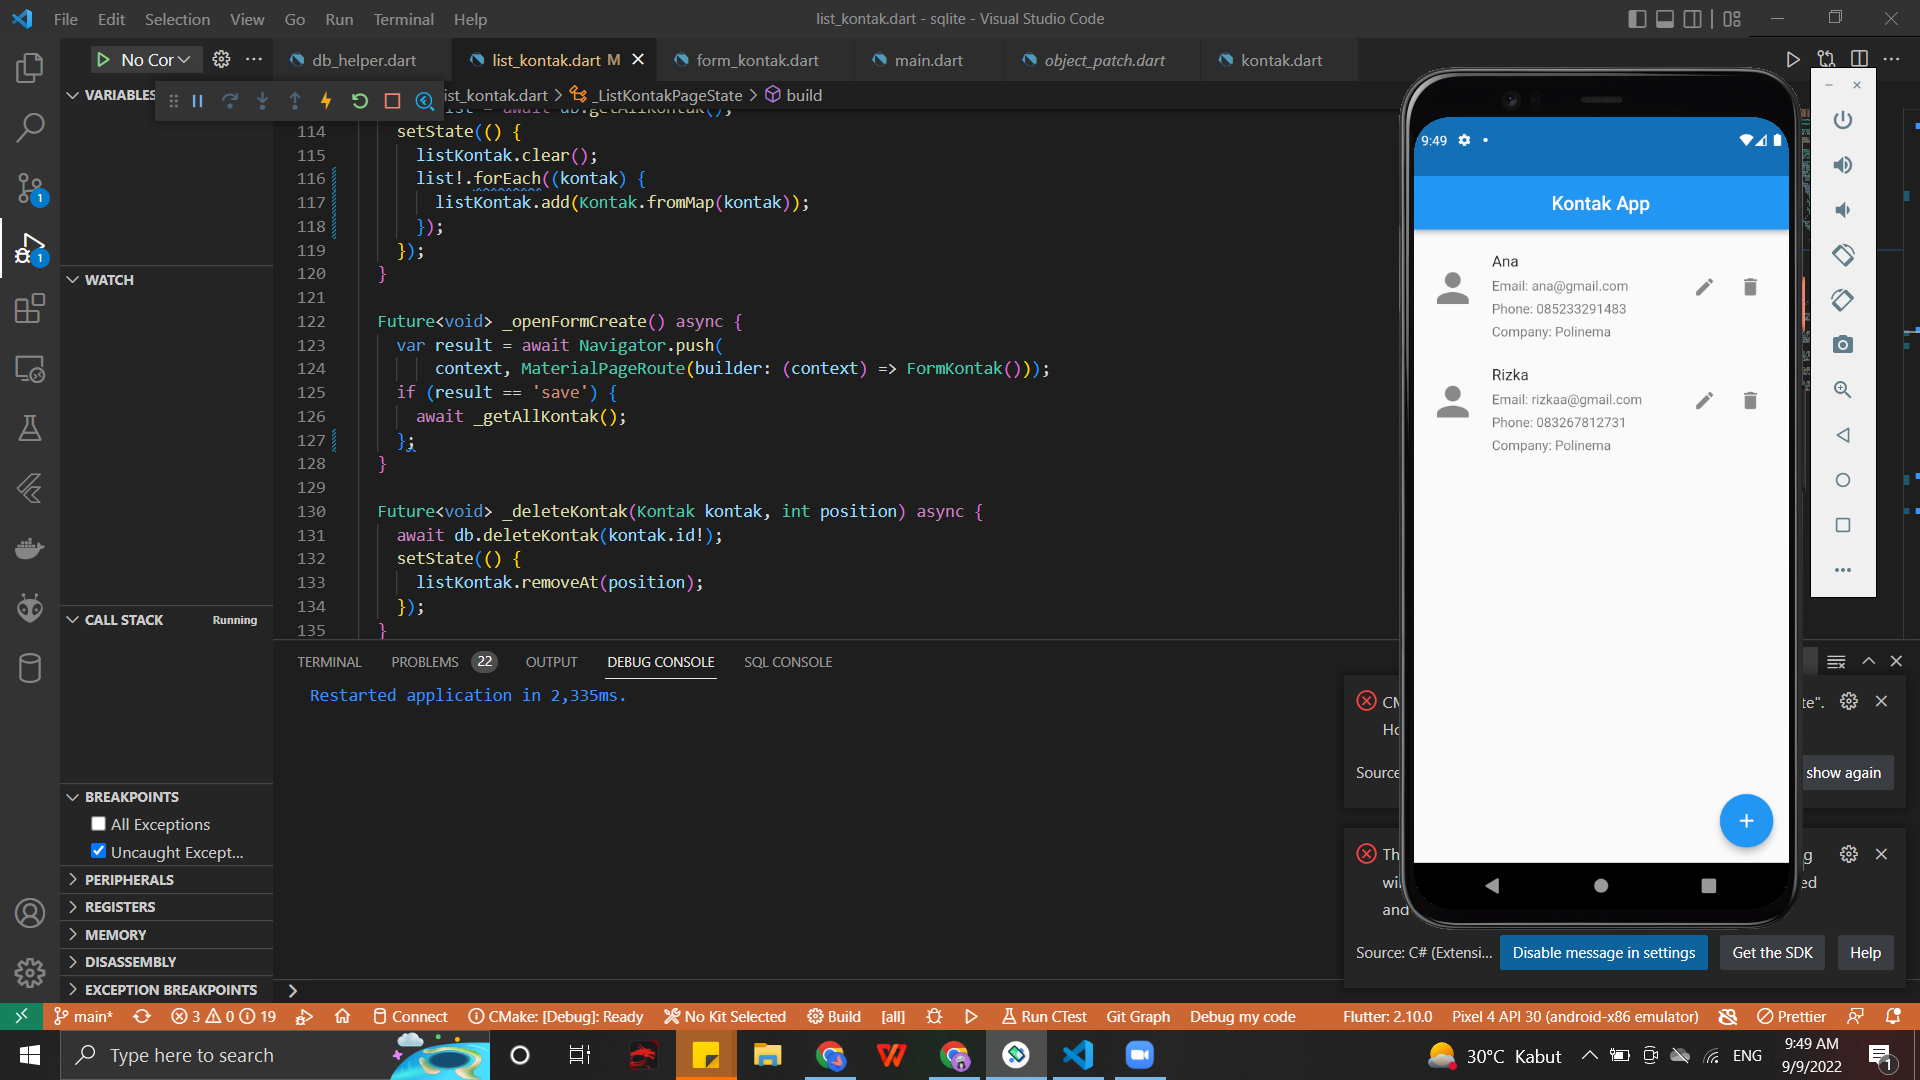 File Edit Selection View Go Run Terminal Help
list_kontak.dart - sqlite - Visual Studio Code
No Cor
db_helper.dart
list_kontak.dart M
form_kontak.dart
main.dart
object_patch.dart
kontak.dart
VARIABLES
ist_kontak.dart > _ListKontakPageState > build
114 setState(() {
115 listKontak.clear();
116 list!.forEach((kontak) {
117 listKontak.add(Kontak.fromMap(kontak));
118 });
119 });
120 }
121
122 Future<void> _openFormCreate() async {
123 var result = await Navigator.push(
124 context, MaterialPageRoute(builder: (context) => FormKontak()));
125 if (result == 'save') {
126 await _getAllKontak();
127 };
128 }
129
130 Future<void> _deleteKontak(Kontak kontak, int position) async {
131 await db.deleteKontak(kontak.id!);
132 setState(() {
133 listKontak.removeAt(position);
134 });
135 }
1
1
WATCH
CALL STACK Running
BREAKPOINTS
All Exceptions
Uncaught Except...
PERIPHERALS
REGISTERS
MEMORY
DISASSEMBLY
EXCEPTION BREAKPOINTS
TERMINAL PROBLEMS 22 OUTPUT DEBUG CONSOLE SQL CONSOLE
Restarted application in 2,335ms.
9:49
Kontak App
Ana
Email: ana@gmail.com
Phone: 085233291483
Company: Polinema
Rizka
Email: rizkaa@gmail.com
Phone: 083267812731
Company: Polinema
te".
Source
show again
Th
wi
ed
and
Source: C# (Extensi...
Disable message in settings
Get the SDK
Help
main* 3 0 19 Connect CMake: [Debug]: Ready No Kit Selected Build [all] Run CTest Git Graph Debug my code Flutter: 2.10.0 Pixel 4 API 30 (android-x86 emulator) Prettier
Type here to search
30°C Kabut
ENG
9:49 AM
9/9/2022
1